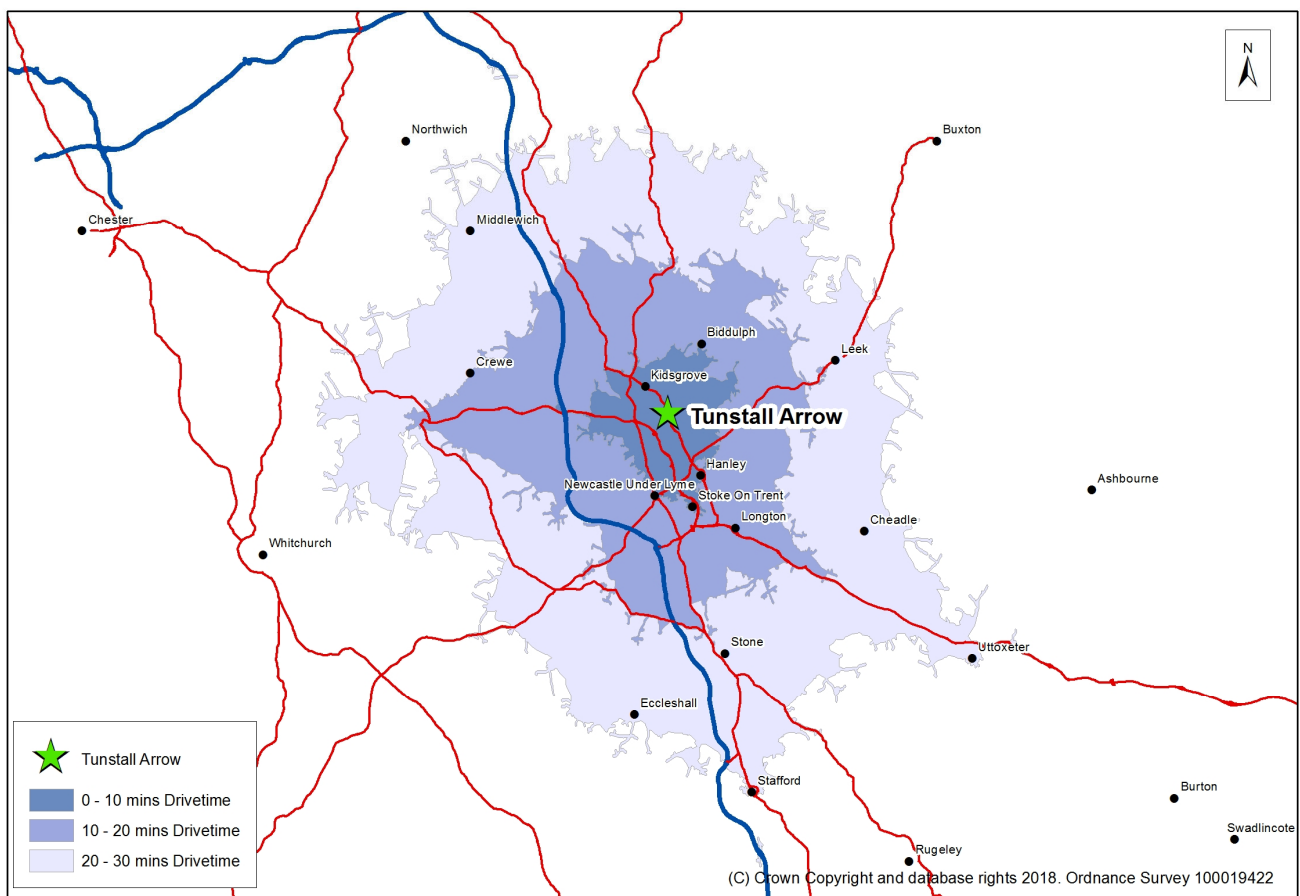 N
Northwich
Buxton
Chester
Middlewich
Biddulph
Leek
Crewe
Kidsgrove
Tunstall Arrow
Hanley
Newcastle Under Lyme
Stoke On Trent
Ashbourne
Longton
Cheadle
Whitchurch
Stone
Uttoxeter
Eccleshall
Stafford
Burton
Swadlincote
Rugeley
Tunstall Arrow
0 - 10 mins Drivetime
10 - 20 mins Drivetime
20 - 30 mins Drivetime
(C) Crown Copyright and database rights 2018. Ordnance Survey 100019422